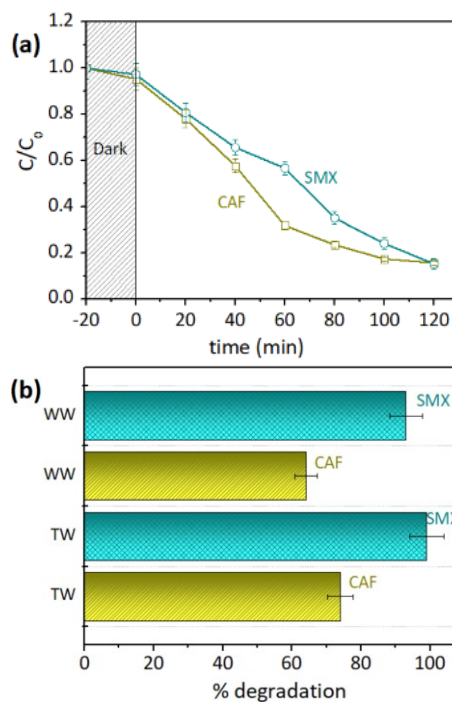 (a)
C/C₀
1.0
0.8
0.6
0.4
0.2
0.0
Dark
SMX
CAF
-20 0 20 40 60 80 100 120
time (min)
(b)
WW SMX
WW CAF
TW SMX
TW CAF
0 20 40 60 80 100
% degradation